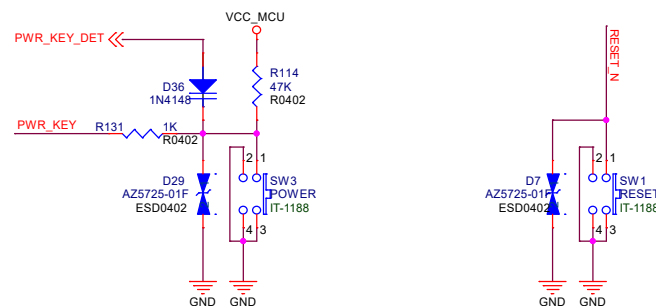 VCC_MCU
PWR_KEY_DET
RESET_N
D36
1N4148
R114
47K
R0402
PWR_KEY
R131
1K
R0402
2
1
D29
AZ5725-01F
ESD0402
SW3
POWER
IT-1188
4
3
GND
GND
2
1
D7
AZ5725-01F
ESD0402
SW1
RESET
IT-1188
4
3
GND
GND